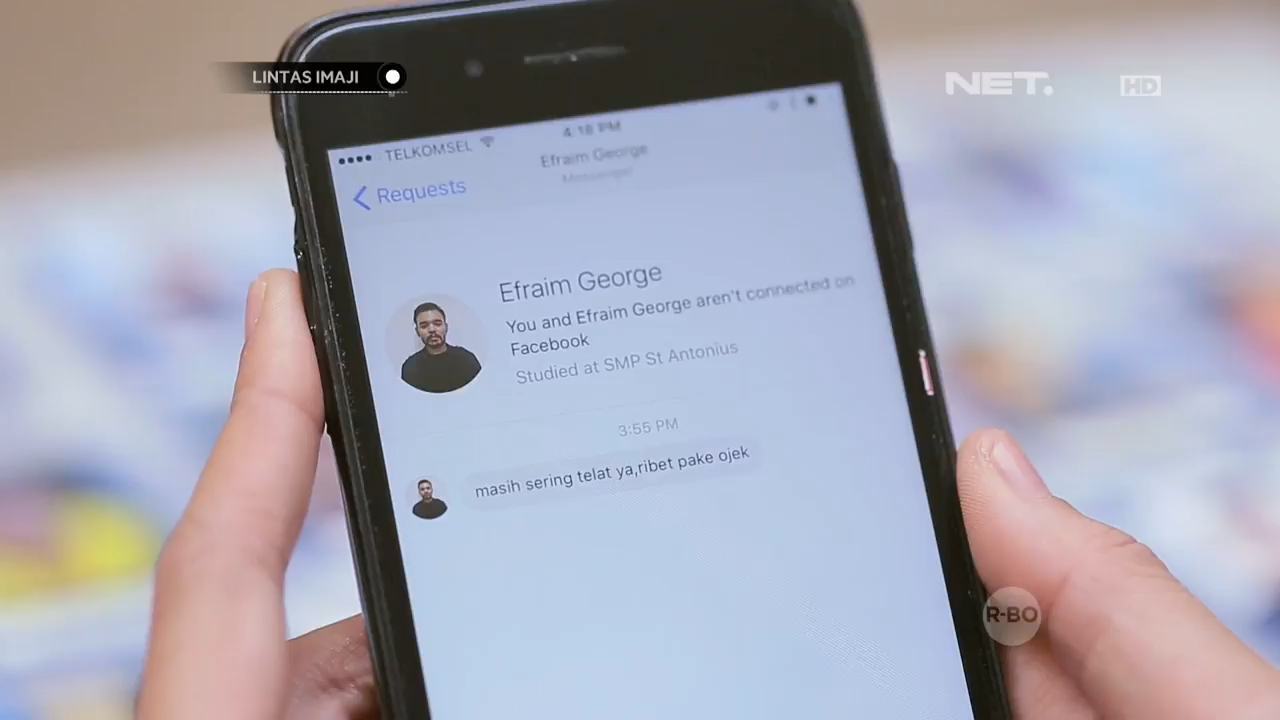 LINTAS IMAJI
NET.
HD
4:18 PM
TELKOMSEL
Efraim George
Messenger
Requests
Efraim George
You and Efraim George aren't connected on
Facebook
Studied at SMP St Antonius
3:55 PM
masih sering telat ya,ribet pake ojek
R-BO